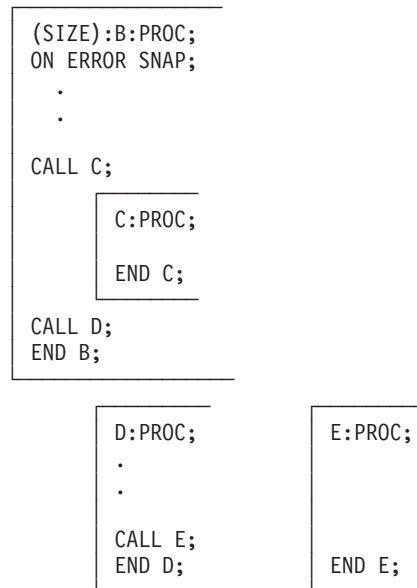 (SIZE):B:PROC;
ON ERROR SNAP;
.
.
CALL C;
C:PROC;
END C;
CALL D;
END B;
D:PROC;
.
.
CALL E;
END D;
E:PROC;
END E;